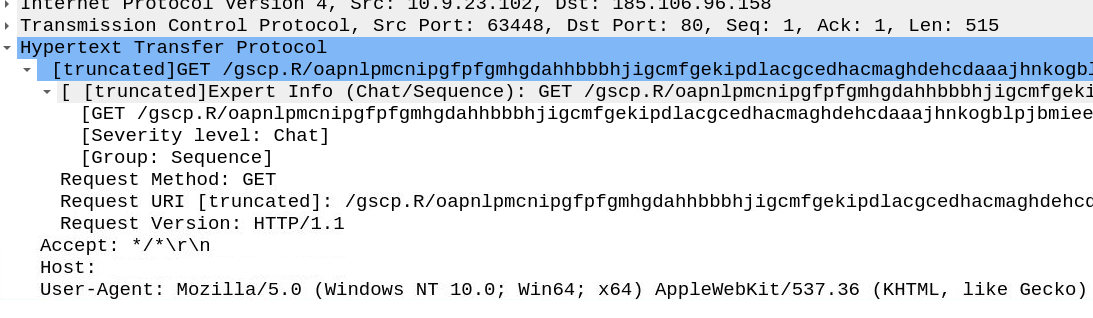 Internet Protocol Version 4, Src: 10.9.23.102, Dst: 185.106.96.158
Transmission Control Protocol, Src Port: 63448, Dst Port: 80, Seq: 1, Ack: 1, Len: 515
Hypertext Transfer Protocol
[truncated]GET /gscp.R/oapnlpmcnipgfpfgmhgdahhbbbhjigcmfgekipdlacgcedhacmaghdehcdaaajhnkogbl
[ [truncated]Expert Info (Chat/Sequence): GET /gscp.R/oapnlpmcnipgfpfgmhgdahhbbbhjigcmfgeki
[GET /gscp.R/oapnlpmcnipgfpfgmhgdahhbbbhjigcmfgekipdlacgcedhacmaghdehcdaaajhnkogblpjbmiee
[Severity level: Chat]
[Group: Sequence]
Request Method: GET
Request URI [truncated]: /gscp.R/oapnlpmcnipgfpfgmhgdahhbbbhjigcmfgekipdlacgcedhacmaghdehcd
Request Version: HTTP/1.1
Accept: */*\r\n
Host:
User-Agent: Mozilla/5.0 (Windows NT 10.0; Win64; x64) AppleWebKit/537.36 (KHTML, like Gecko)